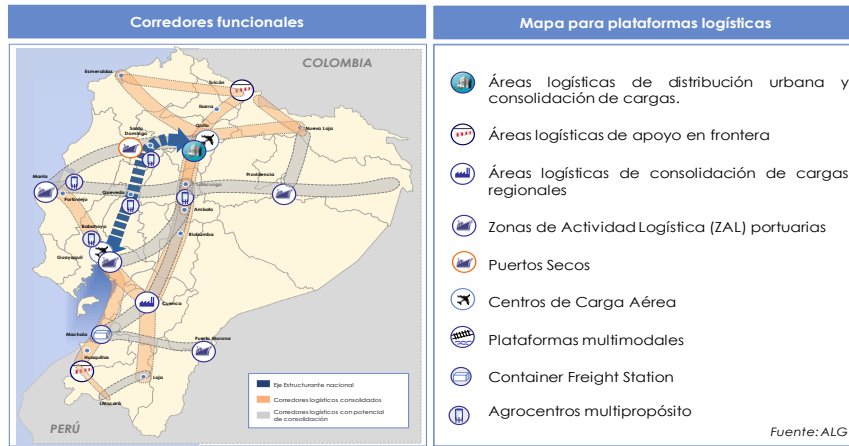 Corredores funcionales
COLOMBIA
Esmeraldas
Tulcán
Ibarra
Quito
Santo
Domingo
Nueva Loja
Manta
Portoviejo
Quevedo
Latacunga
Providencia
Ambato
Babahoyo
Riobamba
Guayaquil
Cuenca
Machala
Puerto Morona
Huaquillas
Loja
Macará
PERÚ
Eje Estructurante nacional
Corredores logísticos consolidados
Corredores logísticos con potencial
de consolidación
Mapa para plataformas logísticas
Áreas logísticas de distribución urbana y
consolidación de cargas.
Áreas logísticas de apoyo en frontera
Áreas logísticas de consolidación de cargas
regionales
Zonas de Actividad Logística (ZAL) portuarias
Puertos Secos
Centros de Carga Aérea
Plataformas multimodales
Container Freight Station
Agrocentros multipropósito
Fuente: ALG